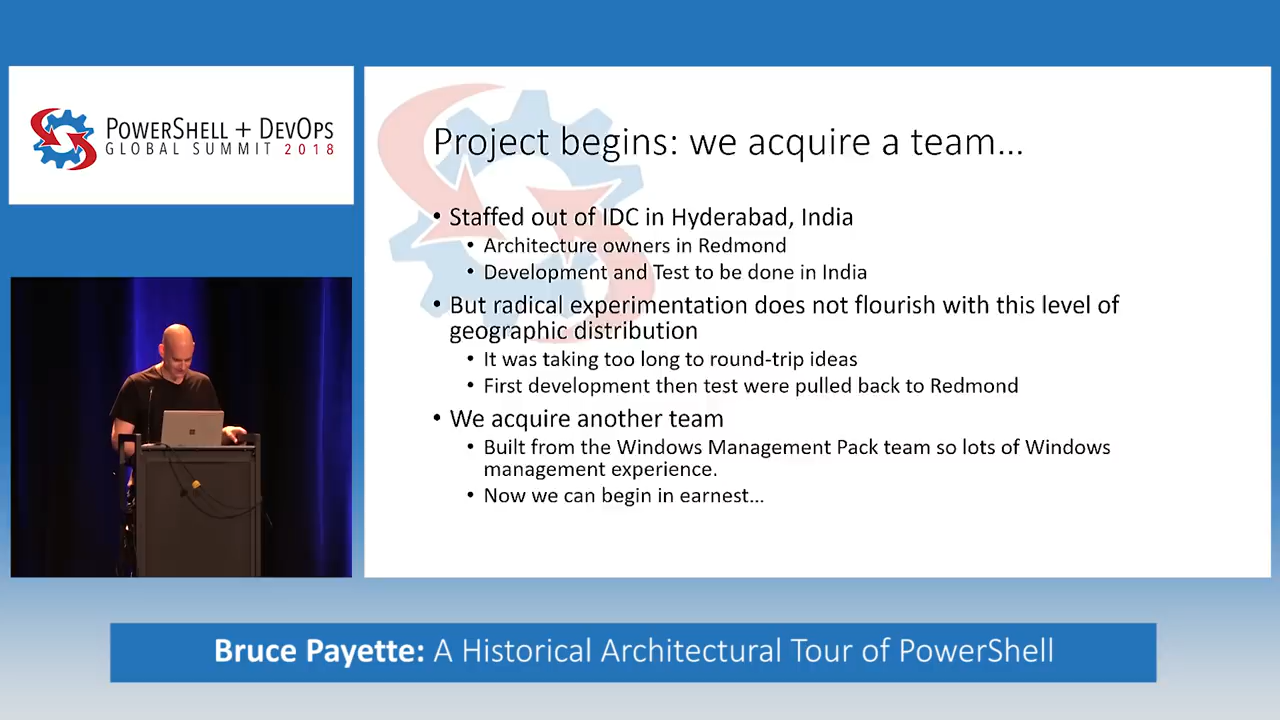 POWERSHELL + DEVOPS
GLOBAL SUMMIT 2018
Project begins: we acquire a team...
• Staffed out of IDC in Hyderabad, India
• Architecture owners in Redmond
• Development and Test to be done in India
• But radical experimentation does not flourish with this level of
geographic distribution
• It was taking too long to round-trip ideas
• First development then test were pulled back to Redmond
• We acquire another team
• Built from the Windows Management Pack team so lots of Windows
management experience.
• Now we can begin in earnest...
Bruce Payette: A Historical Architectural Tour of PowerShell